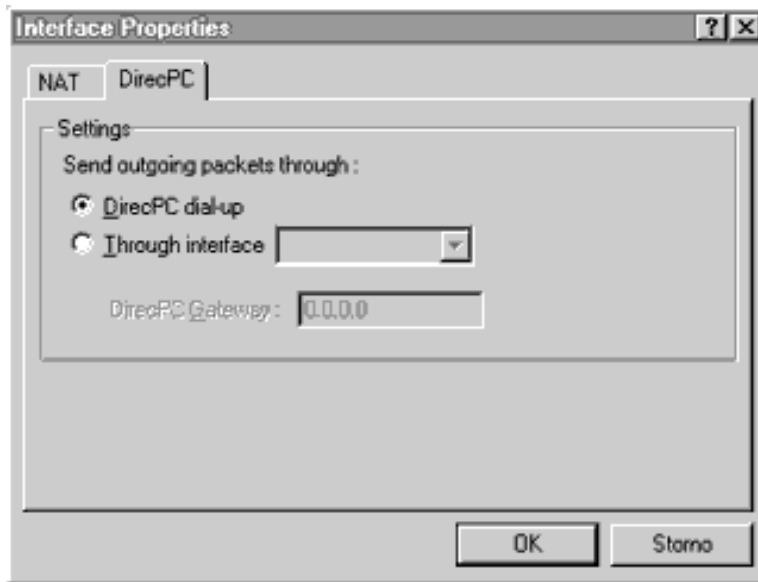 Interface Properties
NAT DirecPC
Settings
Send outgoing packets through :
DirecPC dial-up
Through interface
DirecPC Gateway : 0.0.0.0
OK Storno